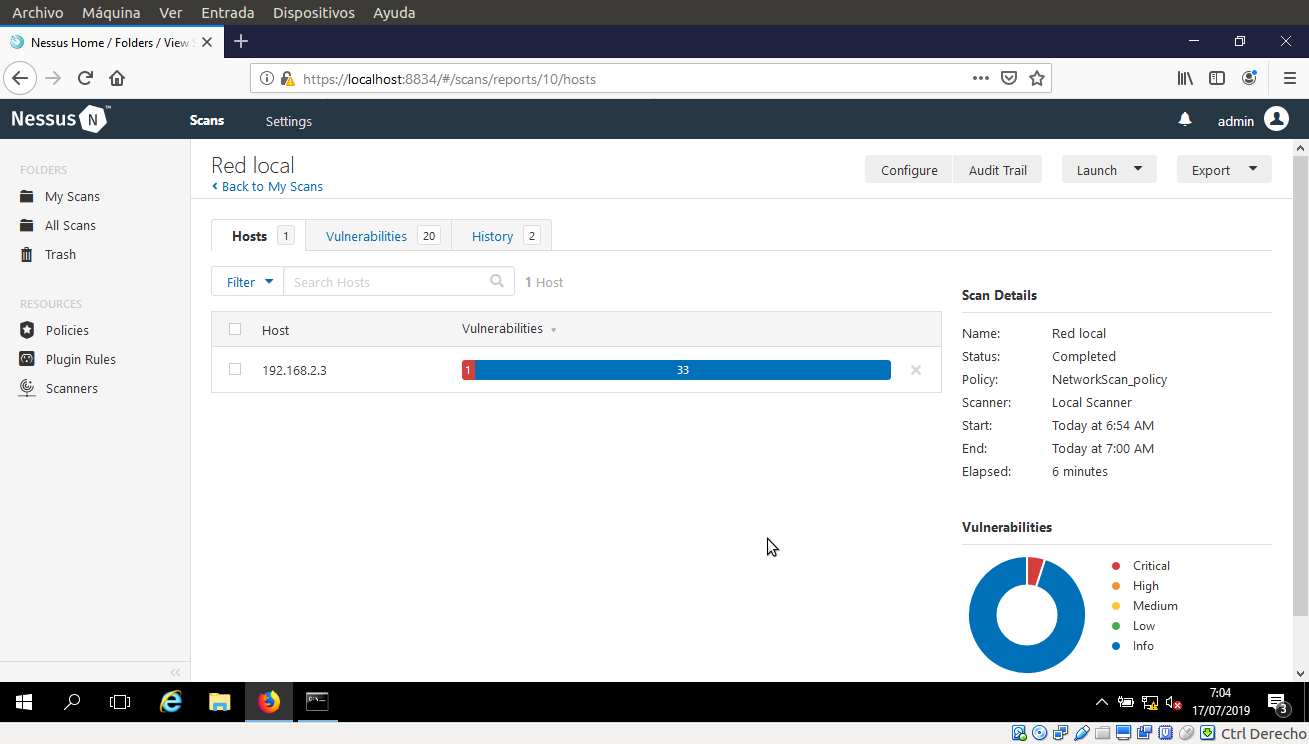 Archivo Máquina Ver Entrada Dispositivos Ayuda
Nessus Home / Folders / View
https://localhost:8834/#/scans/reports/10/hosts
Nessus N ™ Scans Settings admin
FOLDERS
My Scans
All Scans
Trash
RESOURCES
Policies
Plugin Rules
Scanners
Red local
Back to My Scans
Configure Audit Trail Launch Export
Hosts 1 Vulnerabilities 20 History 2
Filter Search Hosts 1 Host
Host Vulnerabilities
192.168.2.3 1 33
Scan Details
Name: Red local
Status: Completed
Policy: NetworkScan_policy
Scanner: Local Scanner
Start: Today at 6:54 AM
End: Today at 7:00 AM
Elapsed: 6 minutes
Vulnerabilities
Critical
High
Medium
Low
Info
7:04
17/07/2019
3
Ctrl Derecho